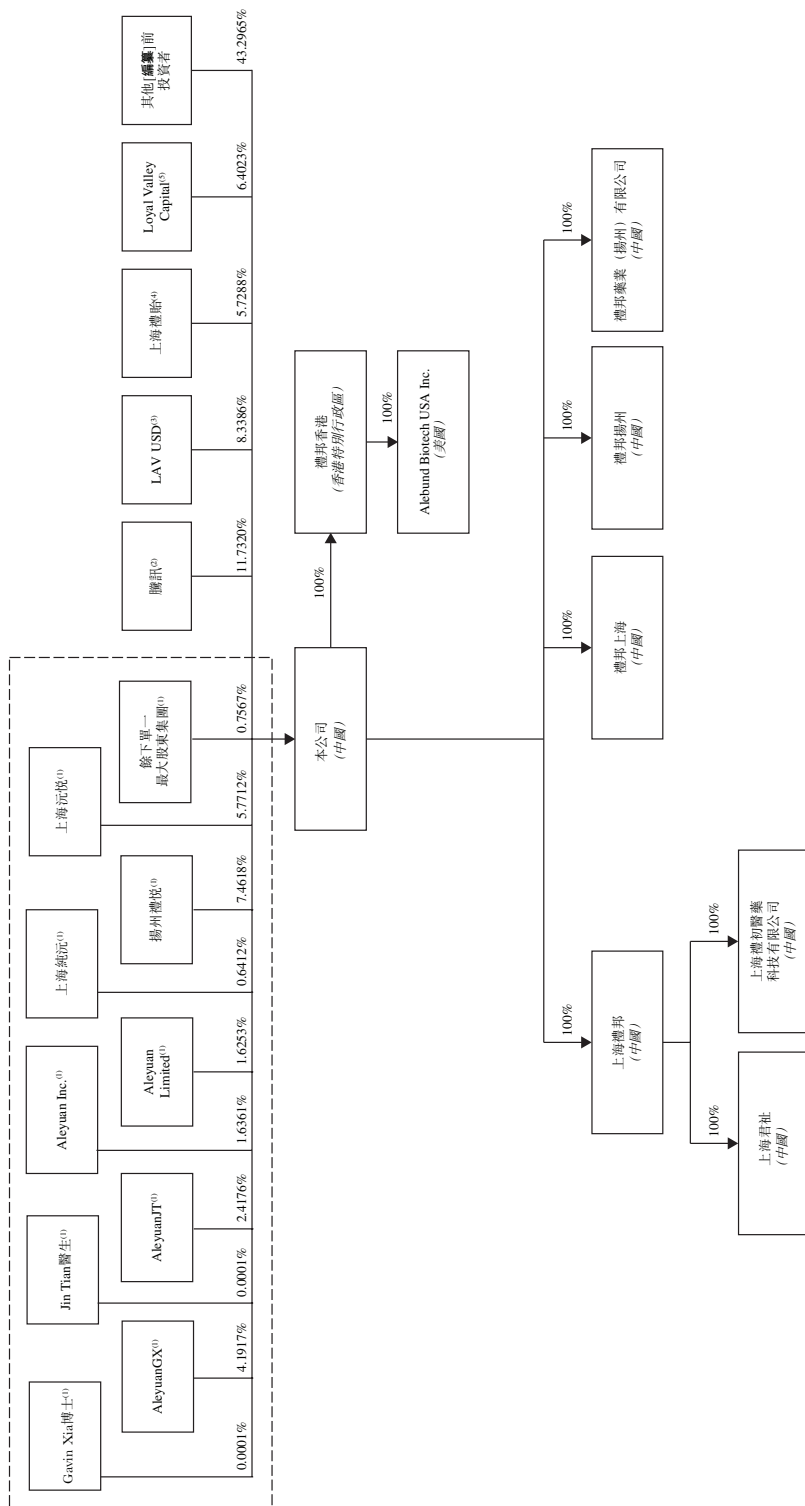 Gavin Xia博士(1)
0.0001%
AleyuanGX(1)
4.1917%
Jin Tian醫生(1)
0.0001%
AleyuanJT(1)
2.4176%
Aleyuan Inc.(1)
1.6361%
Aleyuan
Limited(1)
1.6253%
上海純沅(1)
0.6412%
揚州禮悅(1)
7.4618%
上海沅悅(1)
5.7712%
餘下單一
最大股東集團(1)
0.7567%
騰訊(2)
11.7320%
LAV USD(3)
8.3386%
上海禮貽(4)
5.7288%
Loyal Valley
Capital(5)
6.4023%
其他[編纂]前
投資者
43.2965%
本公司
(中國)
100%
禮邦香港
(香港特別行政區)
100%
Alebund Biotech USA Inc.
(美國)
100%
上海禮邦
(中國)
100%
禮邦上海
(中國)
100%
禮邦揚州
(中國)
100%
禮邦藥業（揚州）有限公司
(中國)
100%
上海君祉
(中國)
100%
上海禮初醫藥
科技有限公司
(中國)